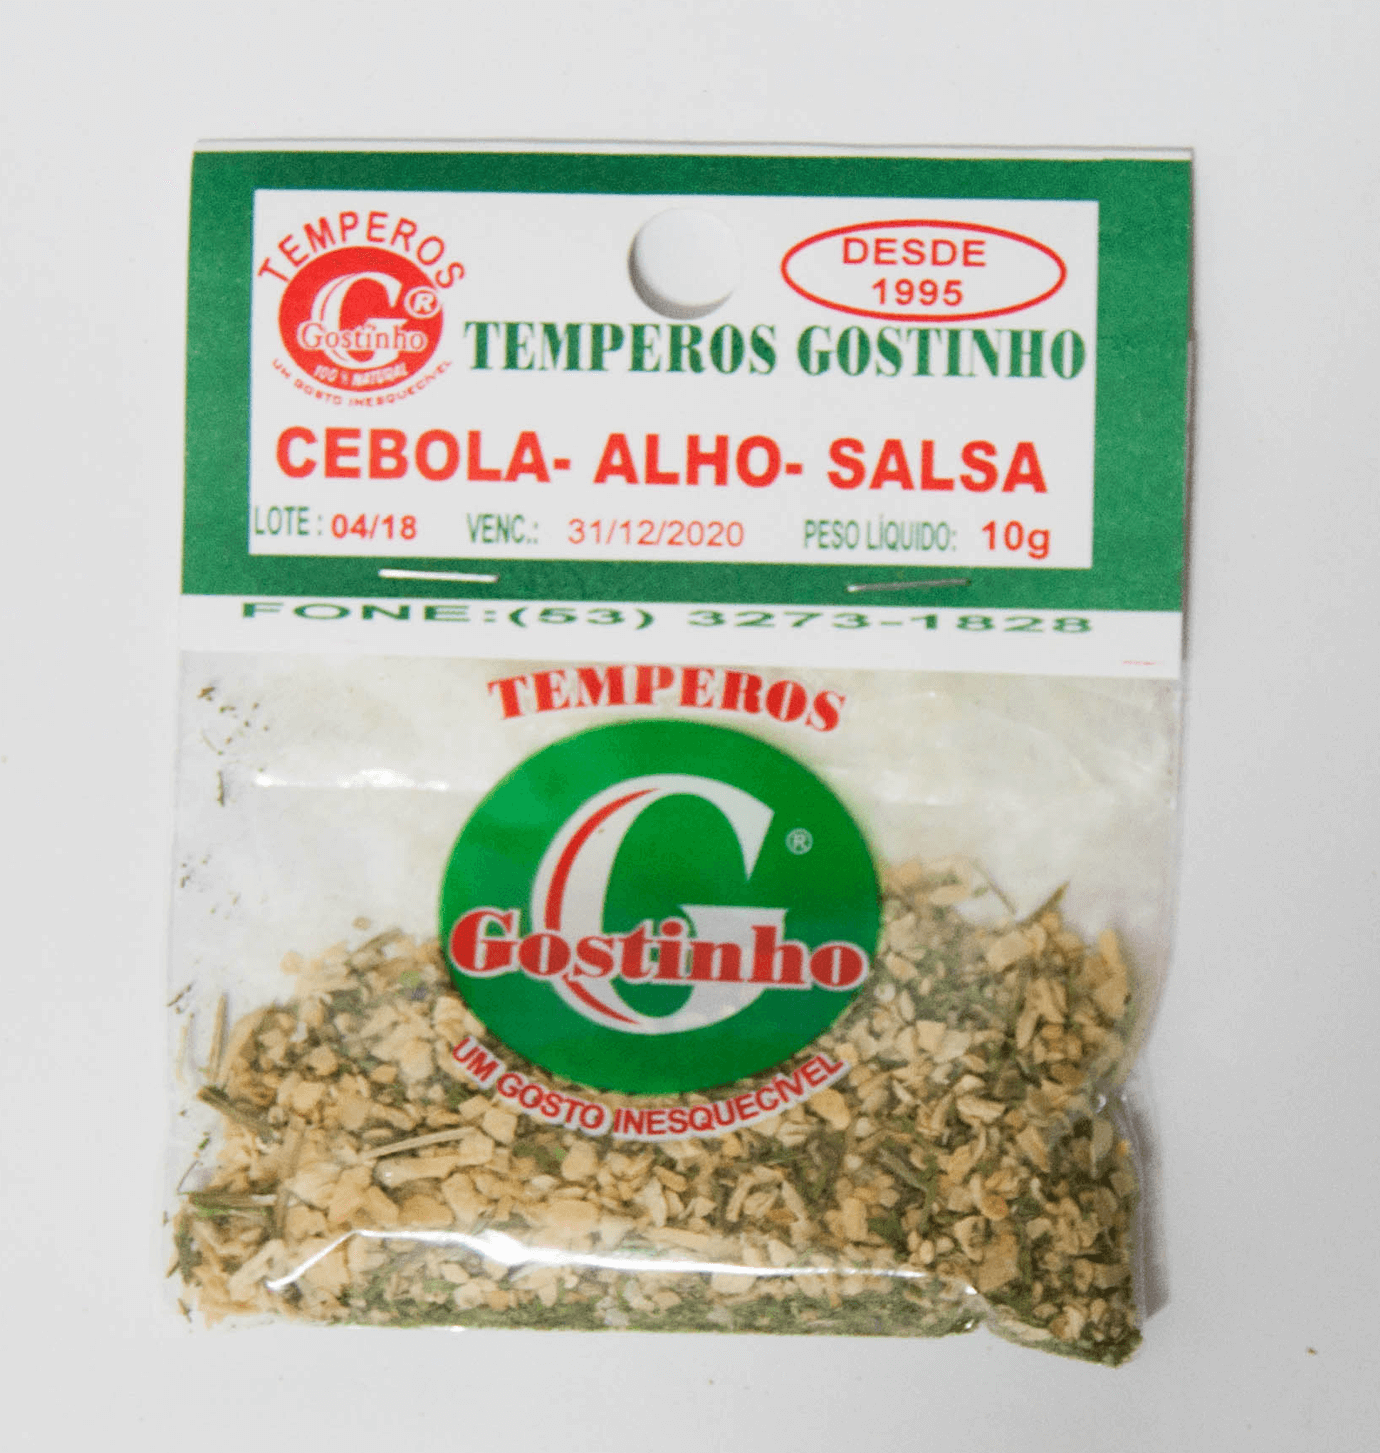 TEMPEROS
G®
Gostinho
100% NATURAL
UM GOSTO INESQUECÍVEL
DESDE
1995
TEMPEROS GOSTINHO
CEBOLA- ALHO- SALSA
LOTE: 04/18 VENC.: 31/12/2020 PESO LÍQUIDO: 10g
FONE:(53) 3273-1828
TEMPEROS
G®
Gostinho
UM GOSTO INESQUECÍVEL